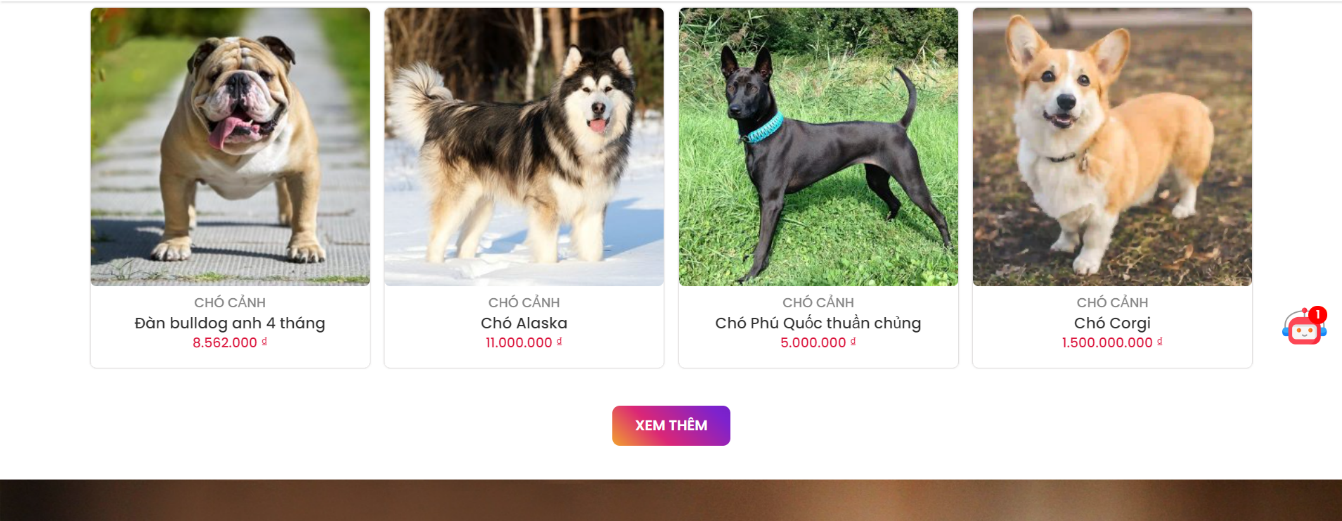 CHÓ CẢNH
Đàn bulldog anh 4 tháng
8.562.000 ₫
CHÓ CẢNH
Chó Alaska
11.000.000 ₫
CHÓ CẢNH
Chó Phú Quốc thuần chủng
5.000.000 ₫
CHÓ CẢNH
Chó Corgi
1.500.000.000 ₫
1
XEM THÊM